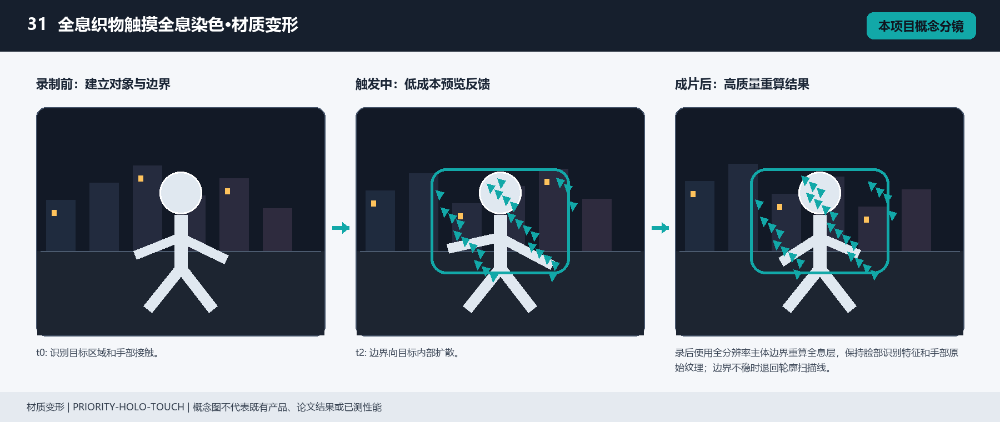 31 全息织物触摸全息染色•材质变形
本项目概念分镜
录制前：建立对象与边界
触发中：低成本预览反馈
成片后：高质量重算结果
t0: 识别目标区域和手部接触。
t2: 边界向目标内部扩散。
录后使用全分辨率主体边界重算全息层，保持脸部识别特征和手部原
始纹理；边界不稳时退回轮廓扫描线。
材质变形 | PRIORITY-HOLO-TOUCH | 概念图不代表既有产品、论文结果或已测性能